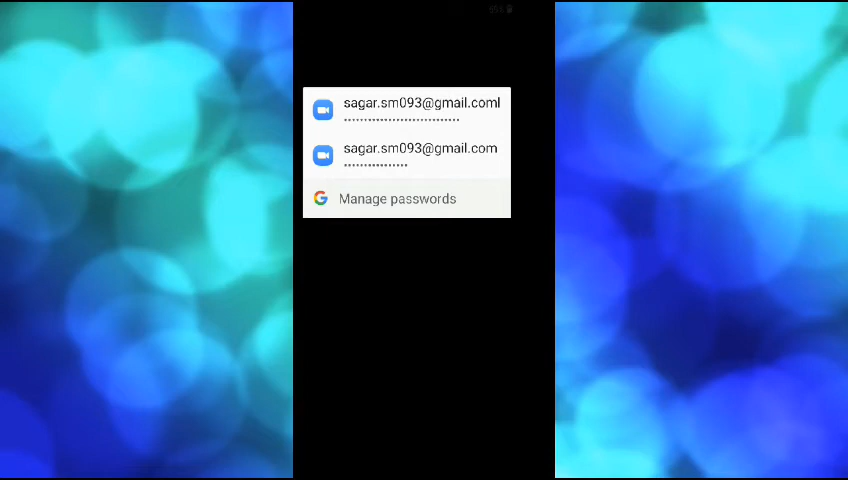 sagar.sm093@gmail.coml
••••••••••••••••••••••••••••
sagar.sm093@gmail.com
•••••••••••••••
Manage passwords